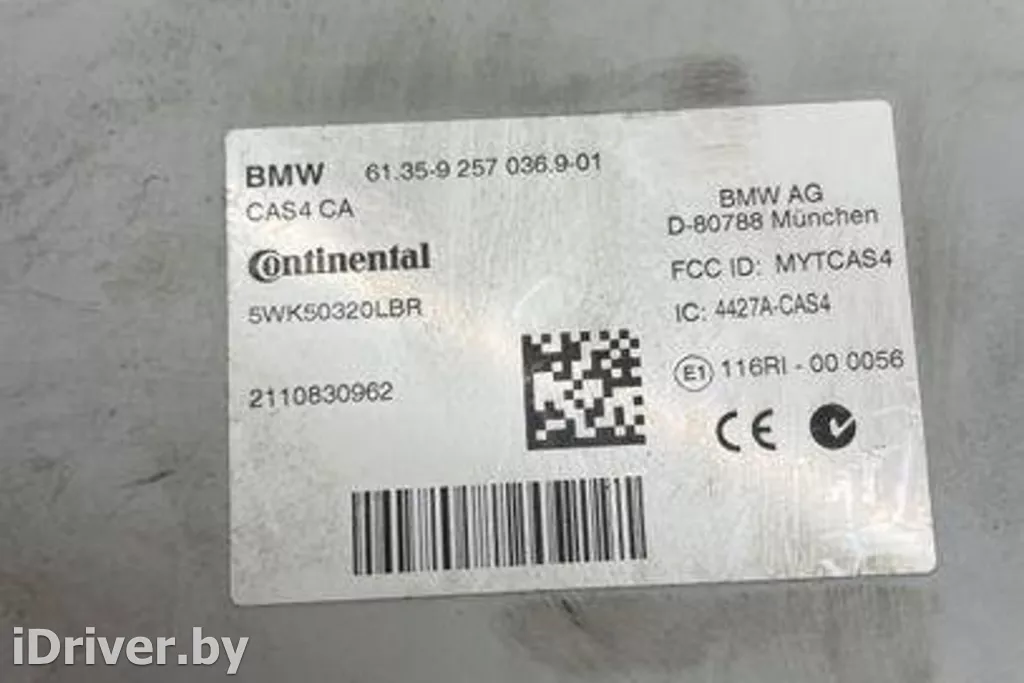 BMW 61.35-9 257 036.9-01
CAS4 CA
Continental
5WK50320LBR
2110830962
BMW AG
D-80788 München
FCC ID: MYTCAS4
IC: 4427A-CAS4
E1 116RI - 00 0056
CE
iDriver.by